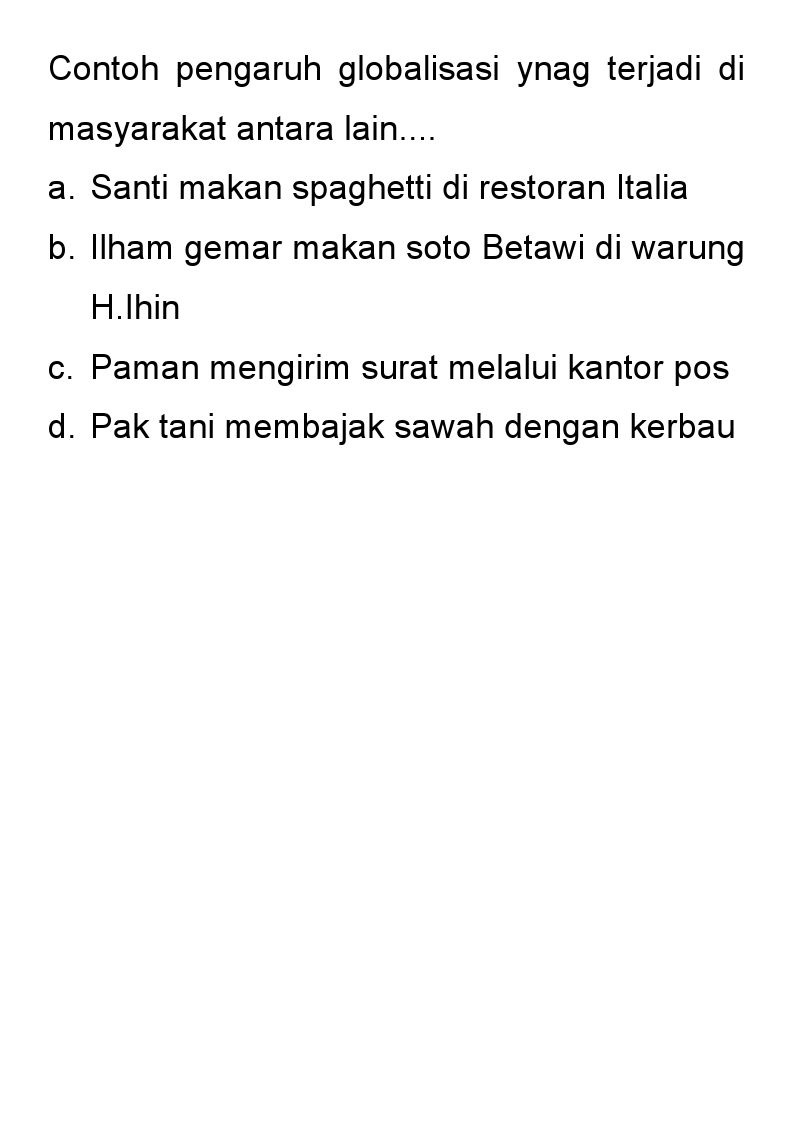 Contoh pengaruh globalisasi ynag terjadi di
masyarakat antara lain....
a. Santi makan spaghetti di restoran Italia
b. Ilham gemar makan soto Betawi di warung
H.Ihin
c. Paman mengirim surat melalui kantor pos
d. Pak tani membajak sawah dengan kerbau